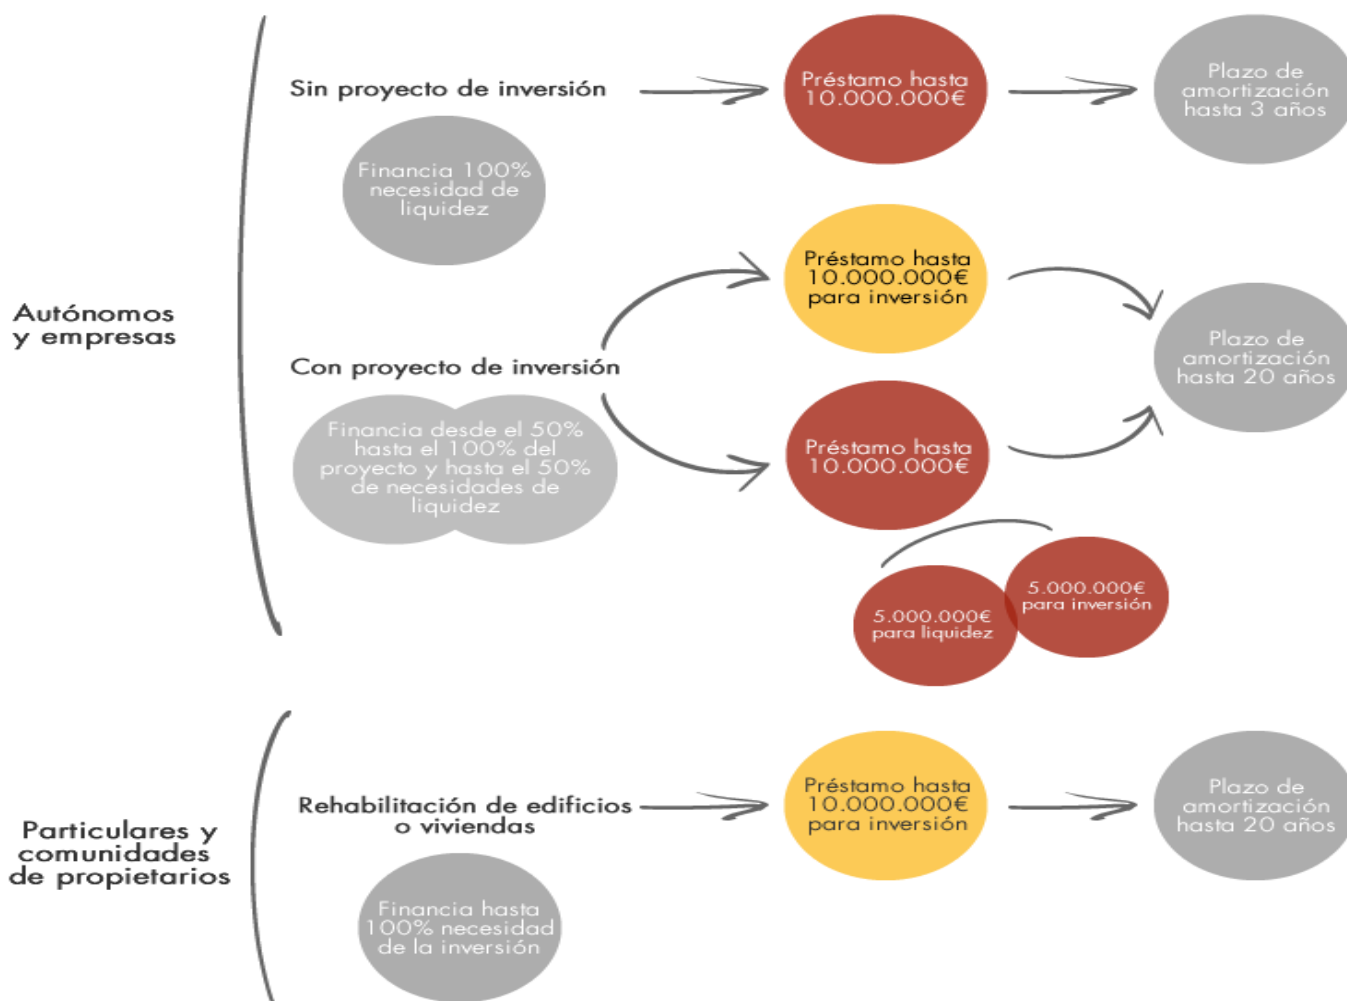 Autónomos
y empresas
Sin proyecto de inversión
Financia 100%
necesidad de
liquidez
Préstamo hasta
10.000.000€
Plazo de
amortización
hasta 3 años
Con proyecto de inversión
Financia desde el 50%
hasta el 100% del
proyecto y hasta el 50%
de necesidades de
liquidez
Préstamo hasta
10.000.000€
para inversión
Préstamo hasta
10.000.000€
5.000.000€
para liquidez
5.000.000€
para inversión
Plazo de
amortización
hasta 20 años
Particulares y
comunidades
de propietarios
Rehabilitación de edificios
o viviendas
Financia hasta
100% necesidad
de la inversión
Préstamo hasta
10.000.000€
para inversión
Plazo de
amortización
hasta 20 años